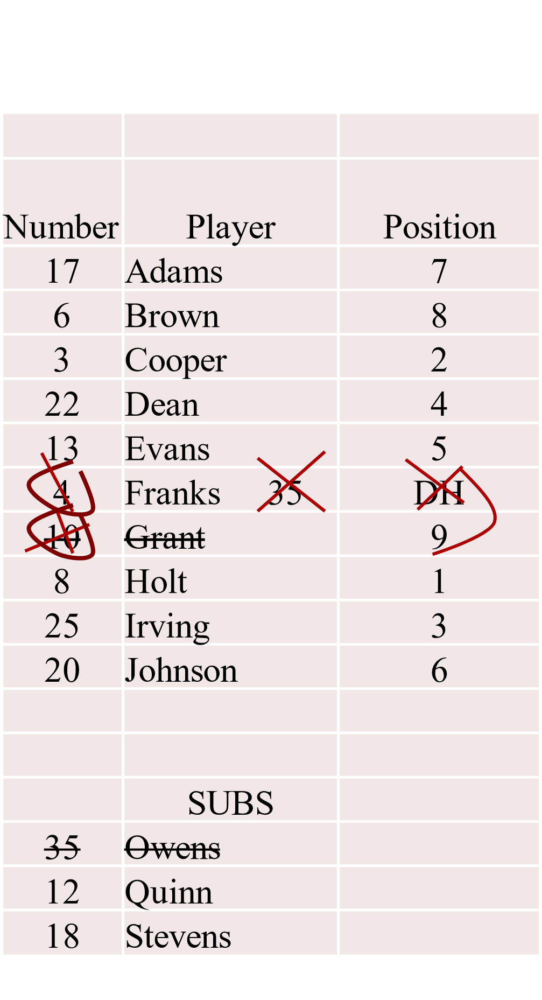 Number Player Position
17 Adams 7
6 Brown 8
3 Cooper 2
22 Dean 4
13 Evans 5
4 Franks 35 DH
10 Grant 9
8 Holt 1
25 Irving 3
20 Johnson 6
SUBS
35 Owens
12 Quinn
18 Stevens